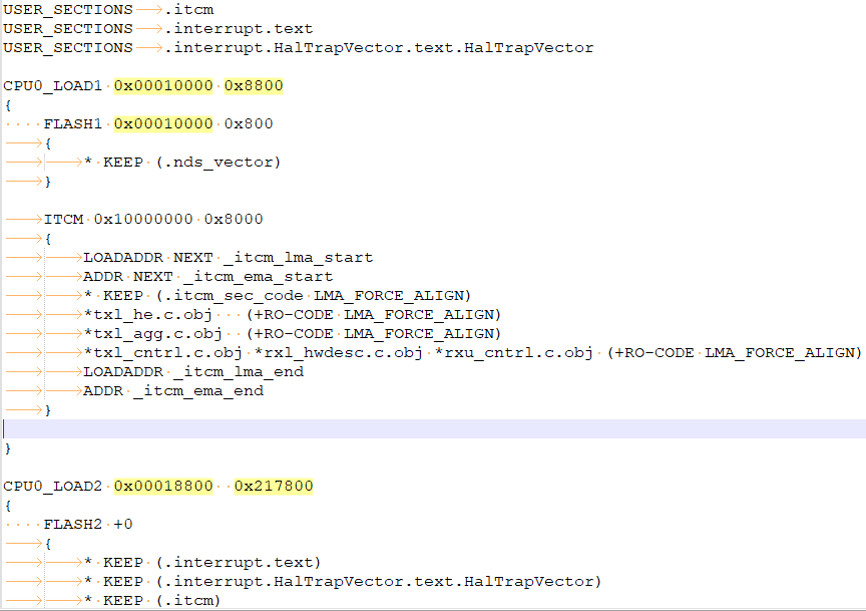 USER_SECTIONS .itcm
USER_SECTIONS .interrupt.text
USER_SECTIONS .interrupt.HalTrapVector.text.HalTrapVector
CPU0_LOAD1 0x00010000 0x8800
{
FLASH1 0x00010000 0x800
{
* KEEP (.nds_vector)
}
ITCM 0x10000000 0x8000
{
LOADADDR NEXT _itcm_lma_start
ADDR NEXT _itcm_ema_start
* KEEP (.itcm_sec_code LMA_FORCE_ALIGN)
*txl_he.c.obj   (+RO-CODE LMA_FORCE_ALIGN)
*txl_agg.c.obj  (+RO-CODE LMA_FORCE_ALIGN)
*txl_cntrl.c.obj *rxl_hwdesc.c.obj *rxu_cntrl.c.obj (+RO-CODE LMA_FORCE_ALIGN)
LOADADDR _itcm_lma_end
ADDR _itcm_ema_end
}
}
CPU0_LOAD2 0x00018800  0x217800
{
FLASH2 +0
{
* KEEP (.interrupt.text)
* KEEP (.interrupt.HalTrapVector.text.HalTrapVector)
* KEEP (.itcm)